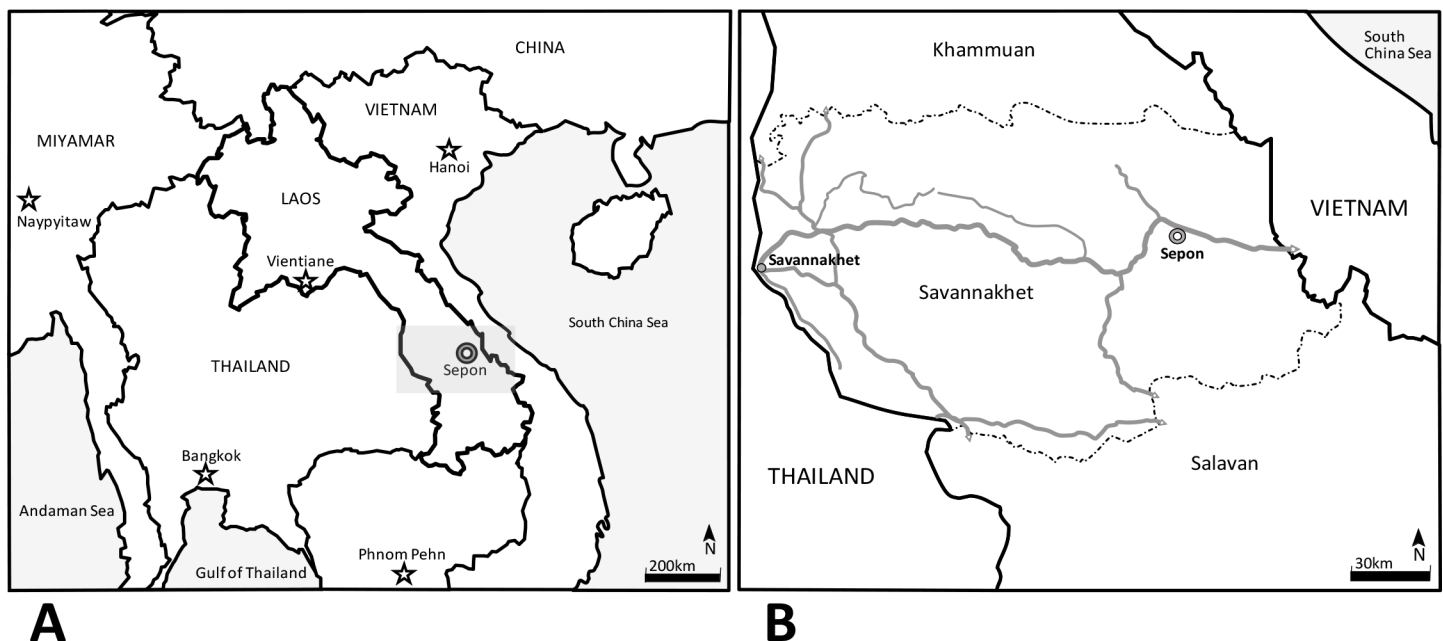 CHINA
VIETNAM
MIYAMAR
Hanoi
LAOS
Naypyitaw
Vientiane
South China Sea
THAILAND
Sepon
Bangkok
Andaman Sea
Phnom Pehn
Gulf of Thailand
200km
N
A
South
China Sea
Khammuan
VIETNAM
Sepon
Savannakhet
Savannakhet
THAILAND
Salavan
N
30km
B